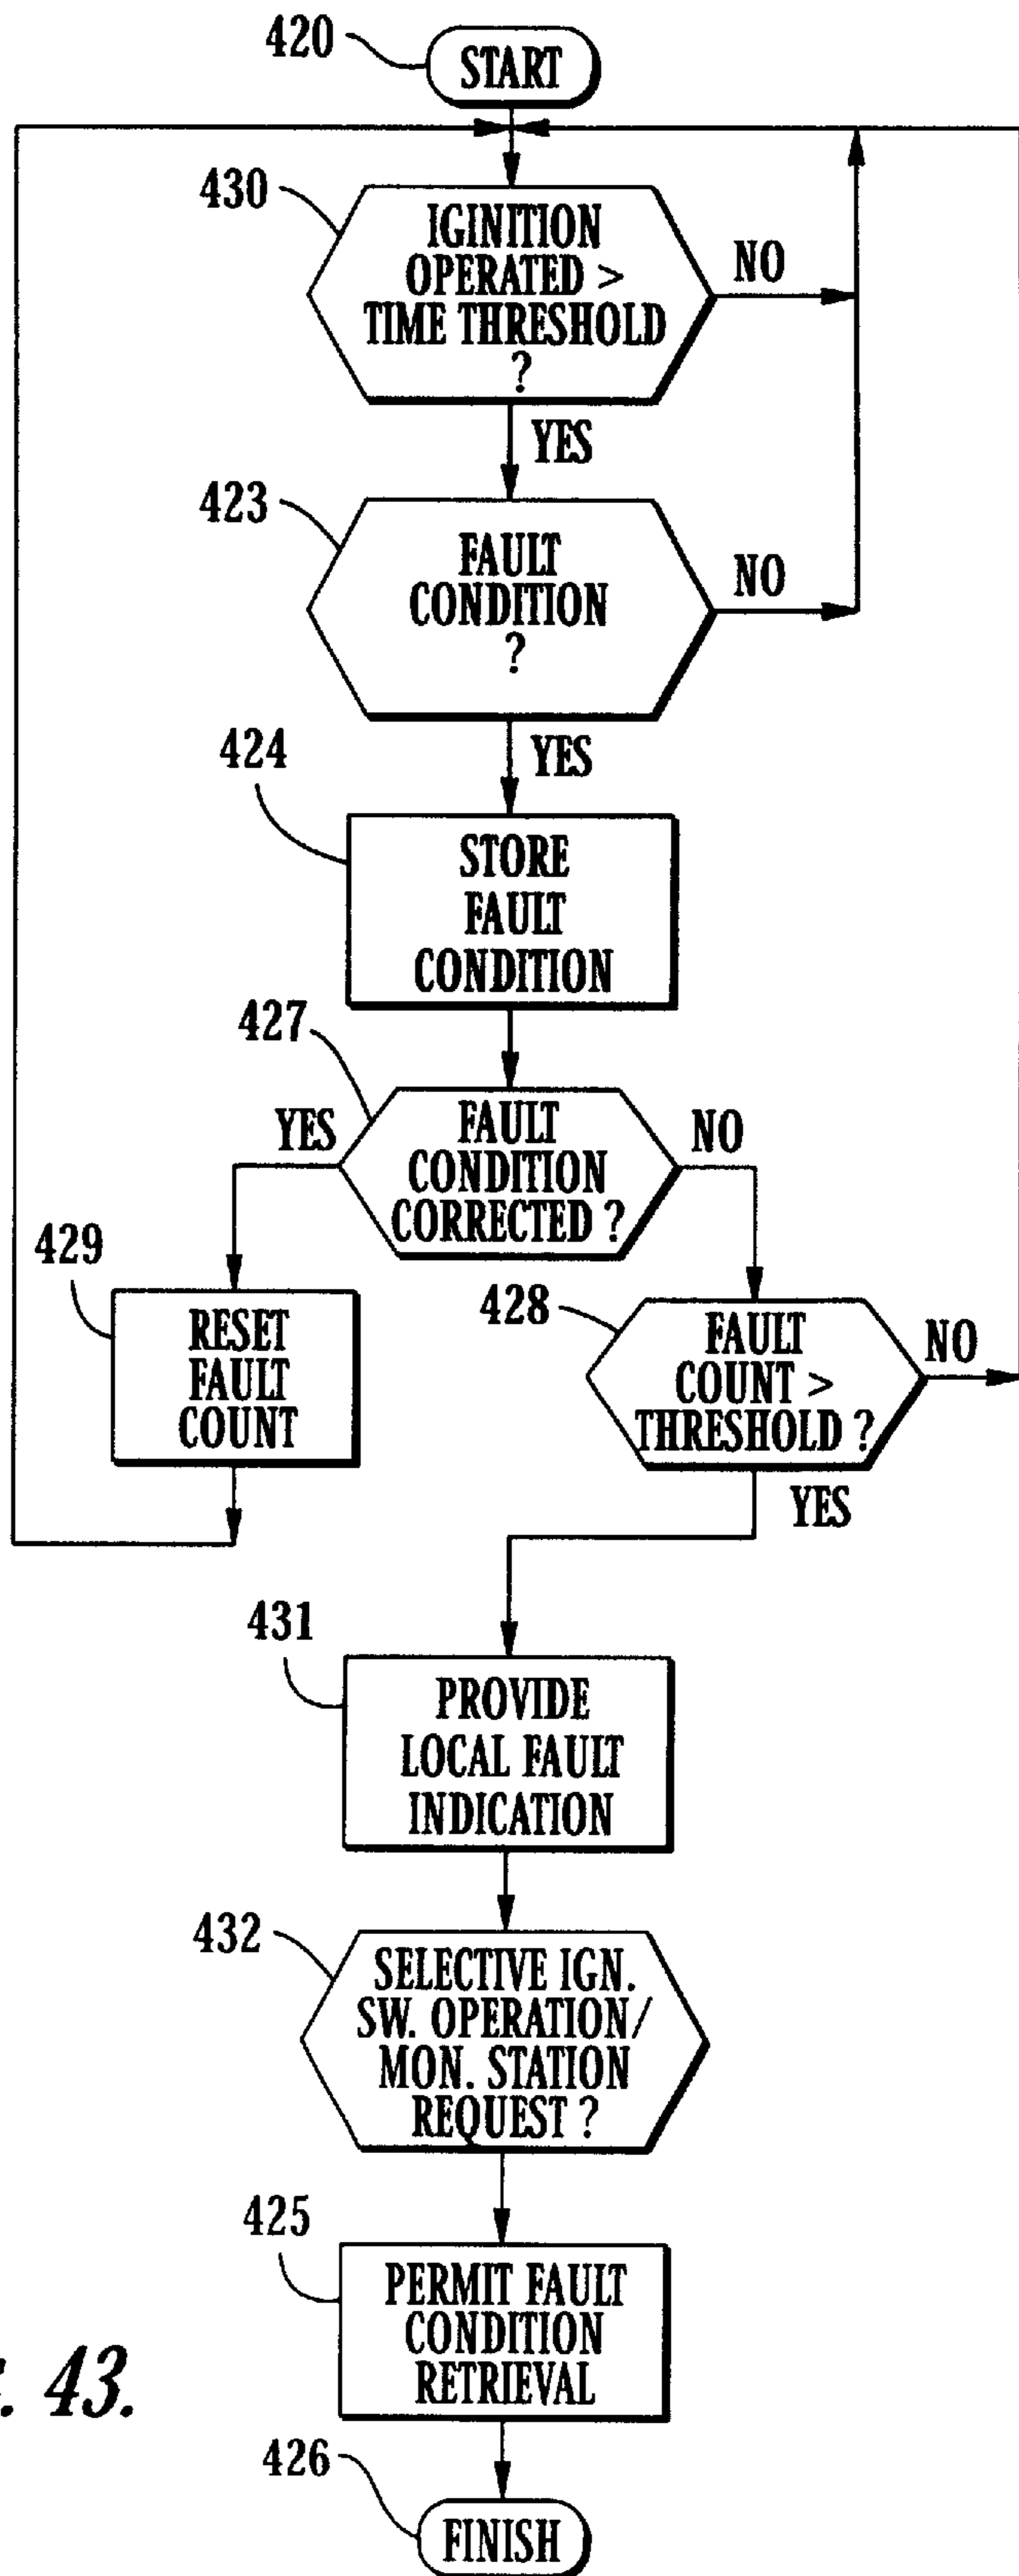 420
START
430
IGINITION
OPERATED >
TIME THRESHOLD
?
NO
YES
423
FAULT
CONDITION
?
NO
YES
424
STORE
FAULT
CONDITION
427
YES
FAULT
CONDITION
CORRECTED ?
NO
429
RESET
FAULT
COUNT
428
FAULT
COUNT >
THRESHOLD ?
NO
YES
431
PROVIDE
LOCAL FAULT
INDICATION
432
SELECTIVE IGN.
SW. OPERATION/
MON. STATION
REQUEST ?
425
PERMIT FAULT
CONDITION
RETRIEVAL
43.
426
FINISH